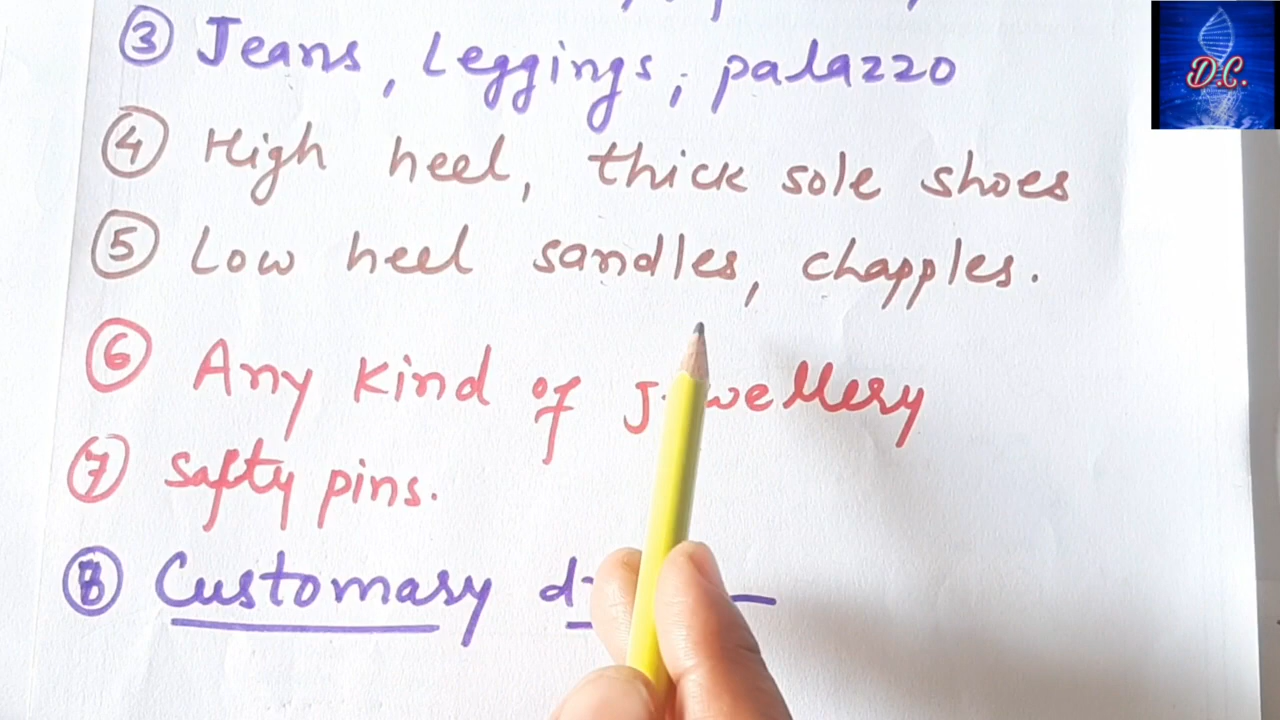 ③ Jeans, Leggings, palazzo
④ High heel, thick sole shoes
⑤ Low heel sandles, chapples.
⑥ Any kind of jewellery
⑦ Safty pins.
⑧ Customary
D.C.